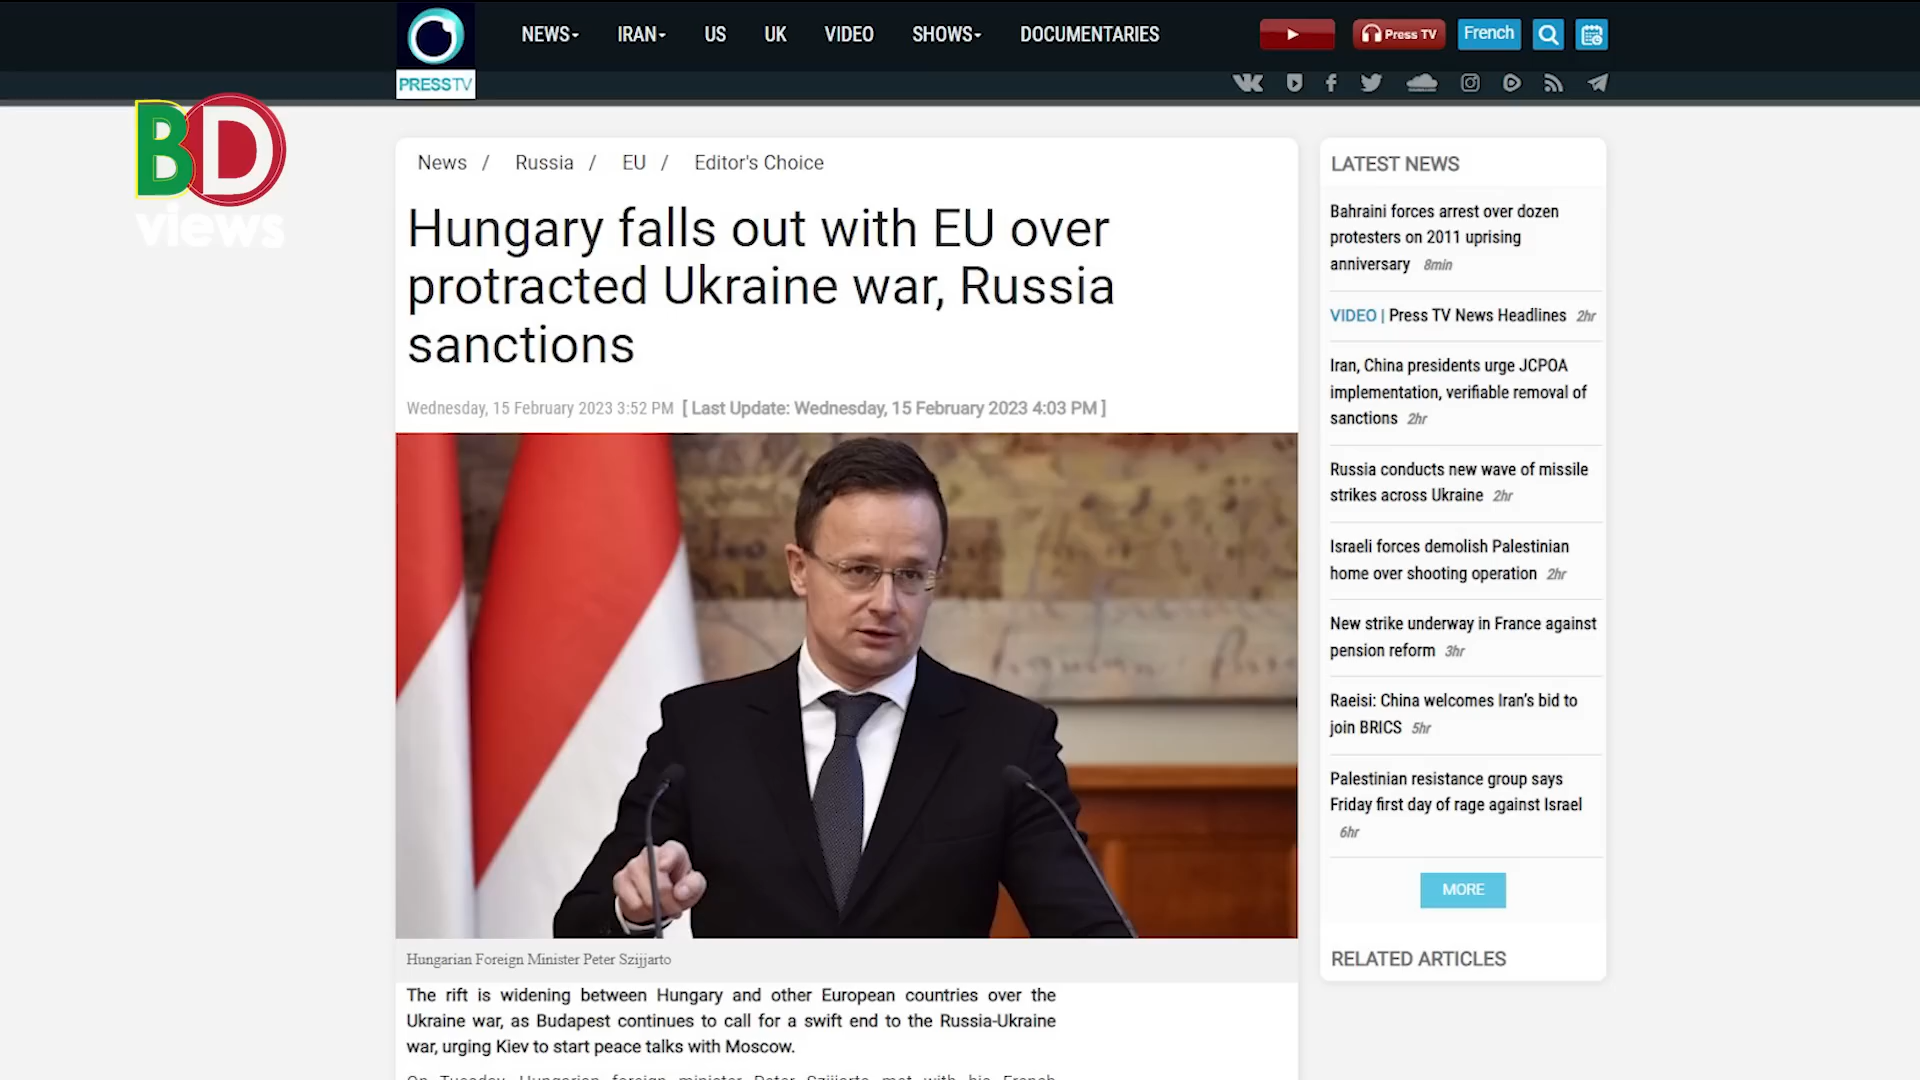 NEWS IRAN US UK VIDEO SHOWS DOCUMENTARIES
Press TV French
PRESSTV
BD
views
News / Russia / EU / Editor's Choice
Hungary falls out with EU over
protracted Ukraine war, Russia
sanctions
Wednesday, 15 February 2023 3:52 PM [ Last Update: Wednesday, 15 February 2023 4:03 PM ]
Hungarian Foreign Minister Peter Szijjarto
The rift is widening between Hungary and other European countries over the
Ukraine war, as Budapest continues to call for a swift end to the Russia-Ukraine
war, urging Kiev to start peace talks with Moscow.
LATEST NEWS
Bahraini forces arrest over dozen
protesters on 2011 uprising
anniversary 8min
VIDEO | Press TV News Headlines 2hr
Iran, China presidents urge JCPOA
implementation, verifiable removal of
sanctions 2hr
Russia conducts new wave of missile
strikes across Ukraine 2hr
Israeli forces demolish Palestinian
home over shooting operation 2hr
New strike underway in France against
pension reform 3hr
Raeisi: China welcomes Iran's bid to
join BRICS 5hr
Palestinian resistance group says
Friday first day of rage against Israel
6hr
MORE
RELATED ARTICLES